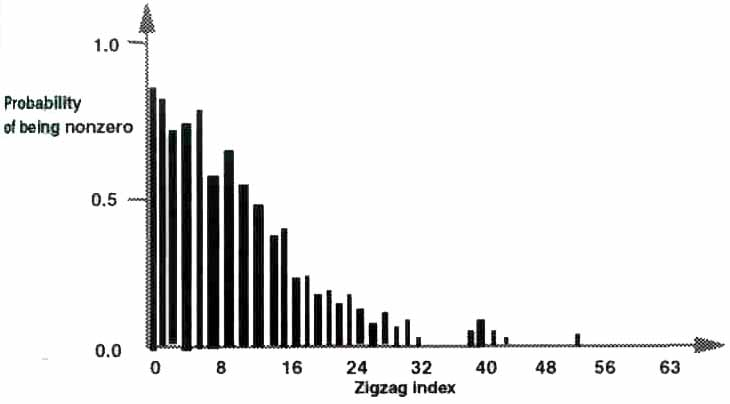 1.0
Probability
of being nonzero
0.5
0.0
0 8 16 24 32 40 48 56 63
Zigzag index